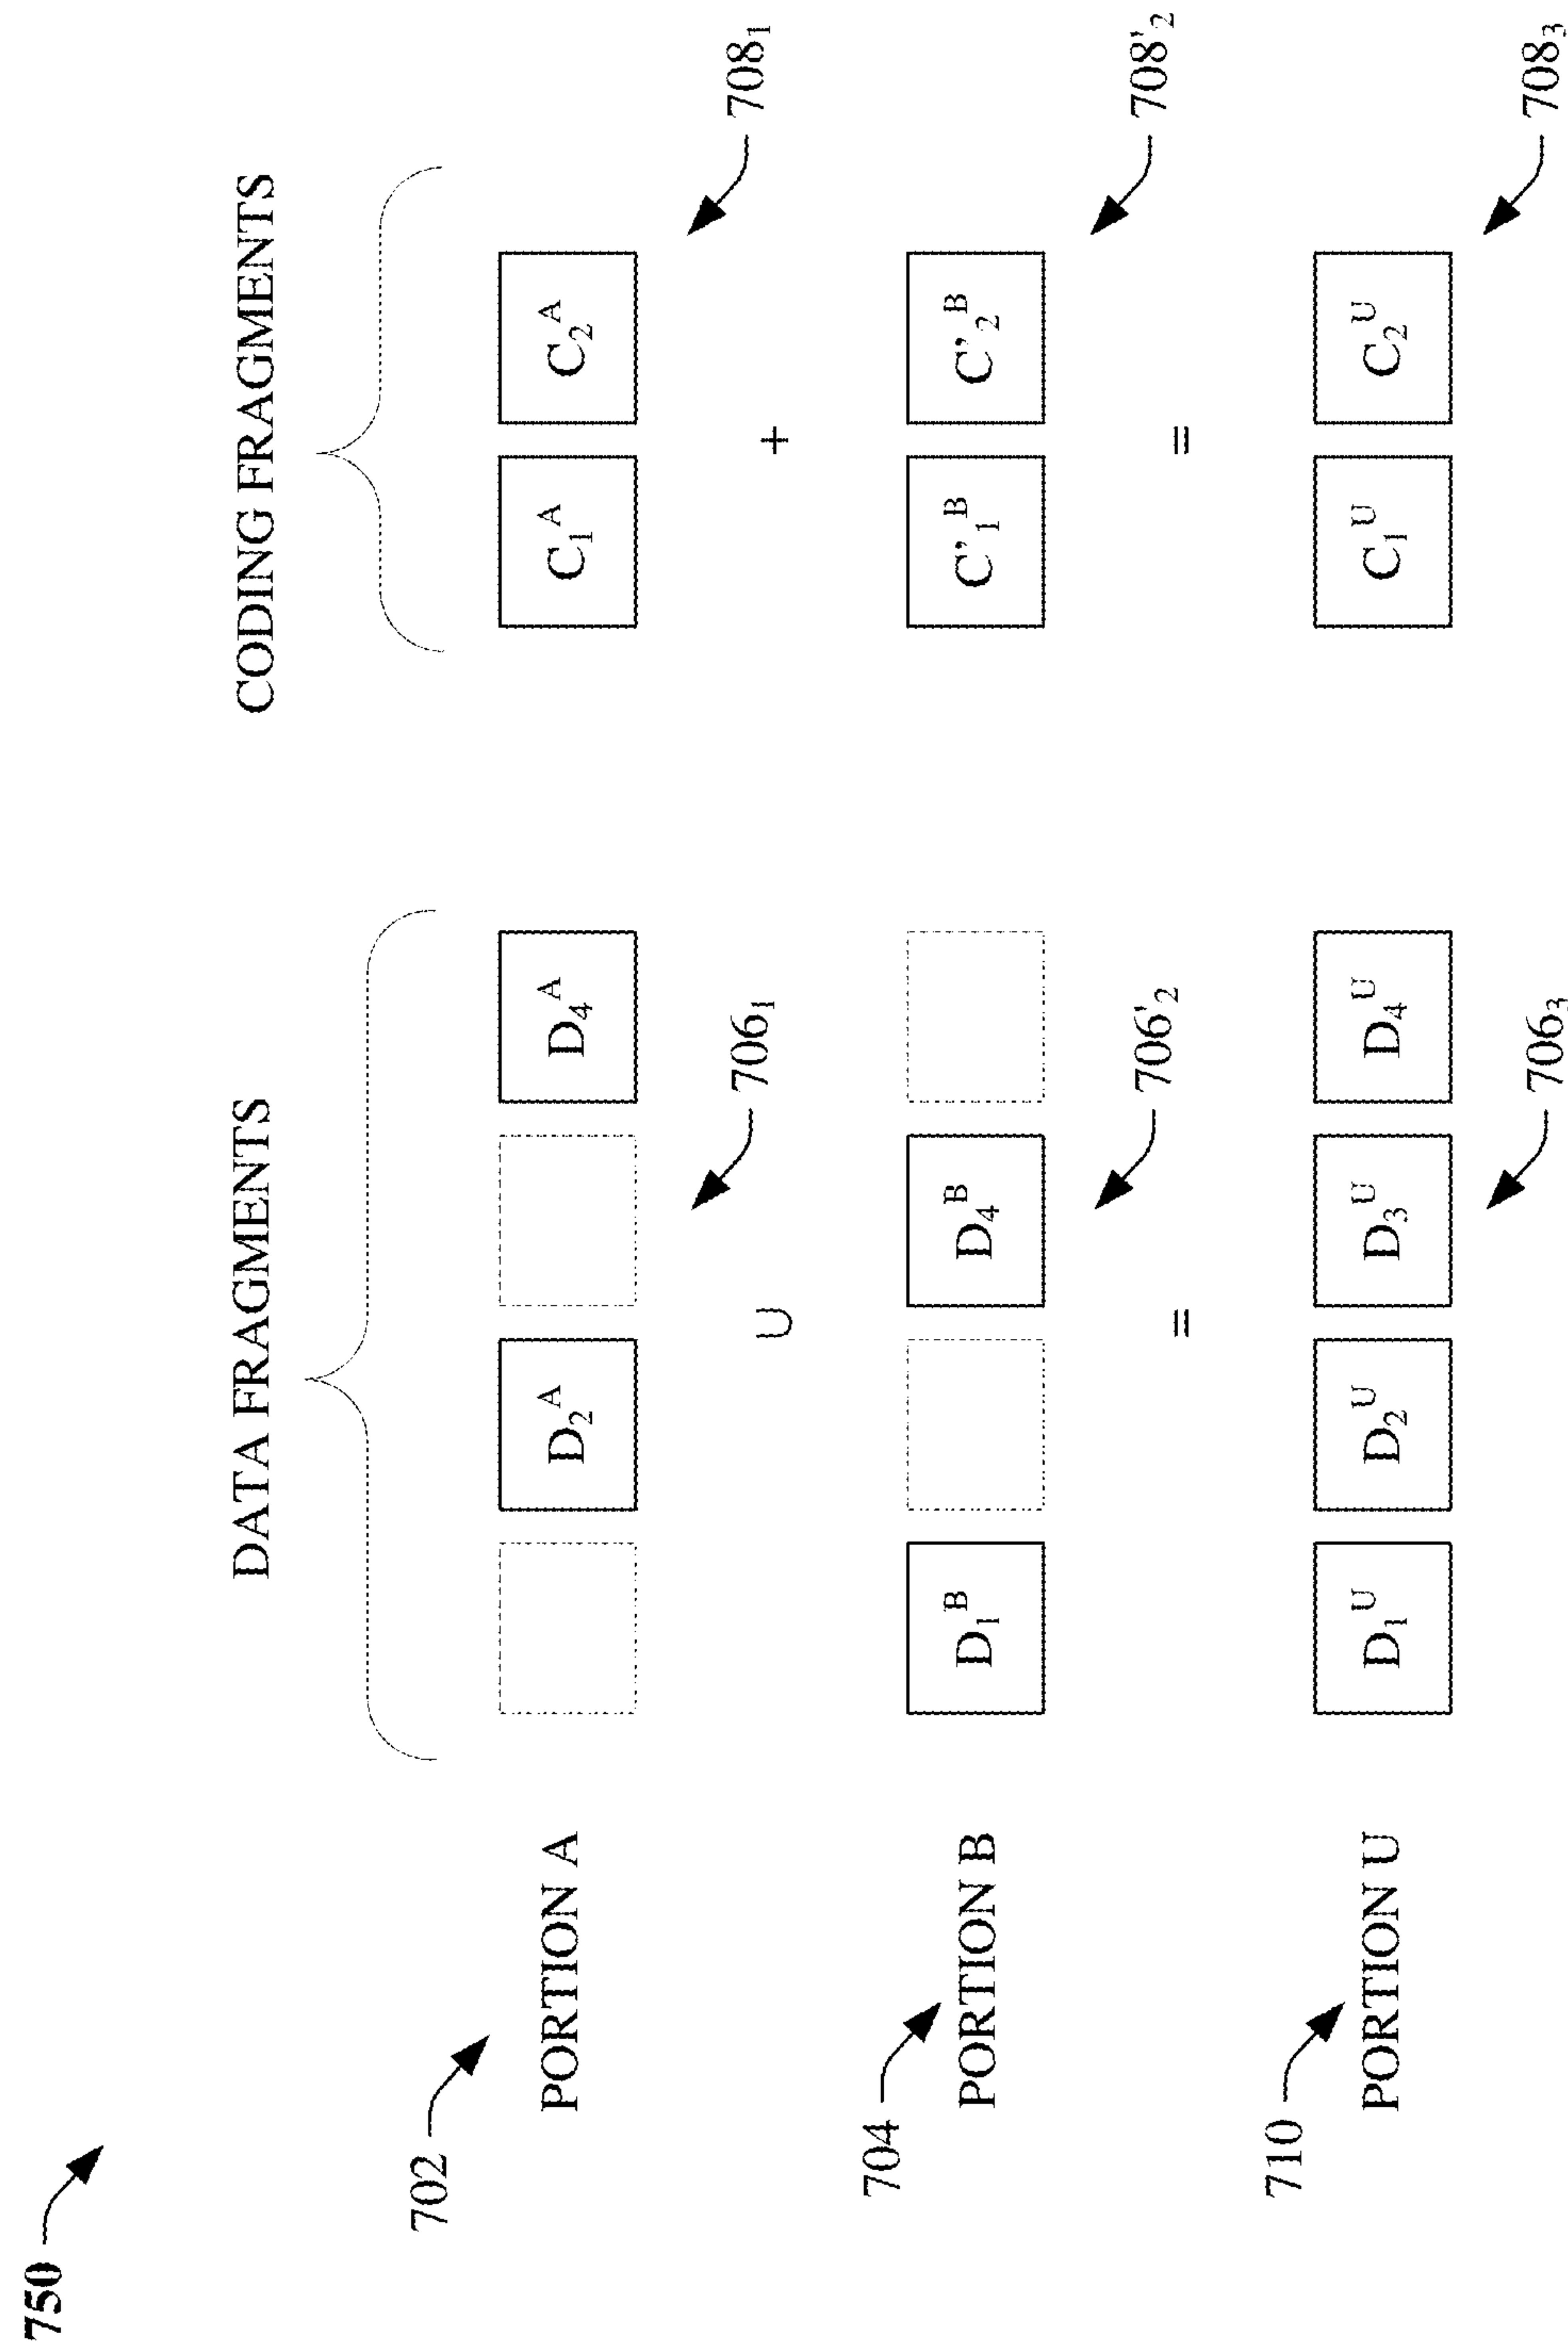 750
DATA FRAGMENTS
CODING FRAGMENTS
702
PORTION A
D₂ᴬ
D₄ᴬ
C₁ᴬ
C₂ᴬ
706₁
708₁
∪
+
704
PORTION B
D₁ᴮ
D₄ᴮ
C'₁ᴮ
C'₂ᴮ
706'₂
708'₂
=
=
710
PORTION U
D₁ᵁ
D₂ᵁ
D₃ᵁ
D₄ᵁ
C₁ᵁ
C₂ᵁ
706₃
708₃